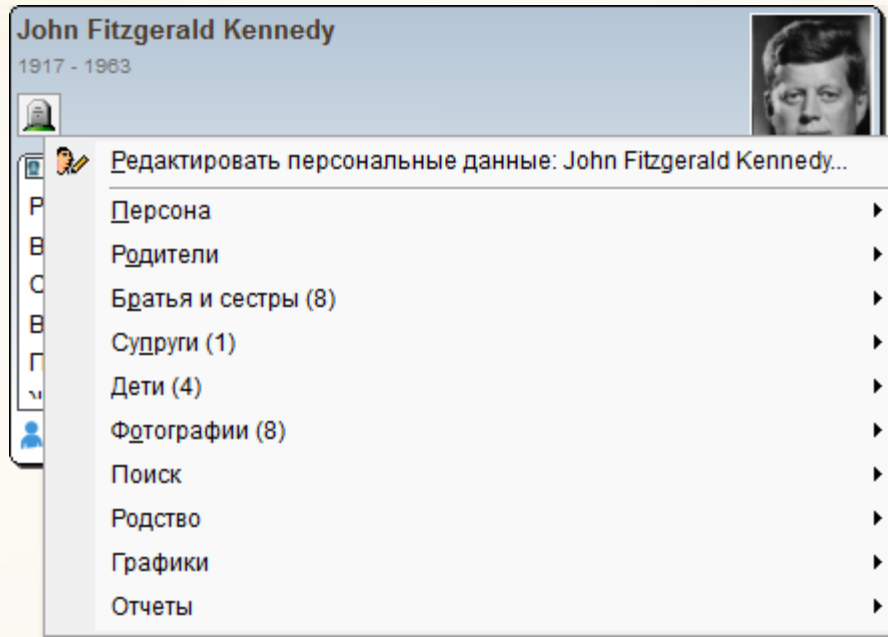 John Fitzgerald Kennedy
1917 - 1963
Редактировать персональные данные: John Fitzgerald Kennedy...
Персона
Родители
Братья и сестры (8)
Супруги (1)
Дети (4)
Фотографии (8)
Поиск
Родство
Графики
Отчеты